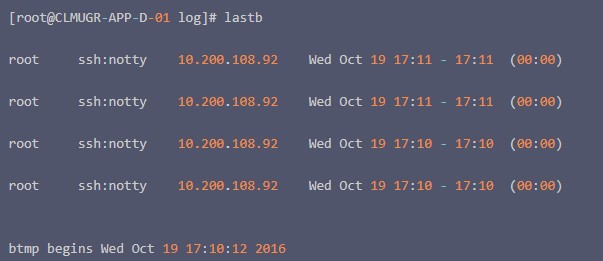 [root@CLMUGR-APP-D-01 log]# lastb
root     ssh:notty    10.200.108.92    Wed Oct 19 17:11 - 17:11  (00:00)
root     ssh:notty    10.200.108.92    Wed Oct 19 17:11 - 17:11  (00:00)
root     ssh:notty    10.200.108.92    Wed Oct 19 17:10 - 17:10  (00:00)
root     ssh:notty    10.200.108.92    Wed Oct 19 17:10 - 17:10  (00:00)
btmp begins Wed Oct 19 17:10:12 2016